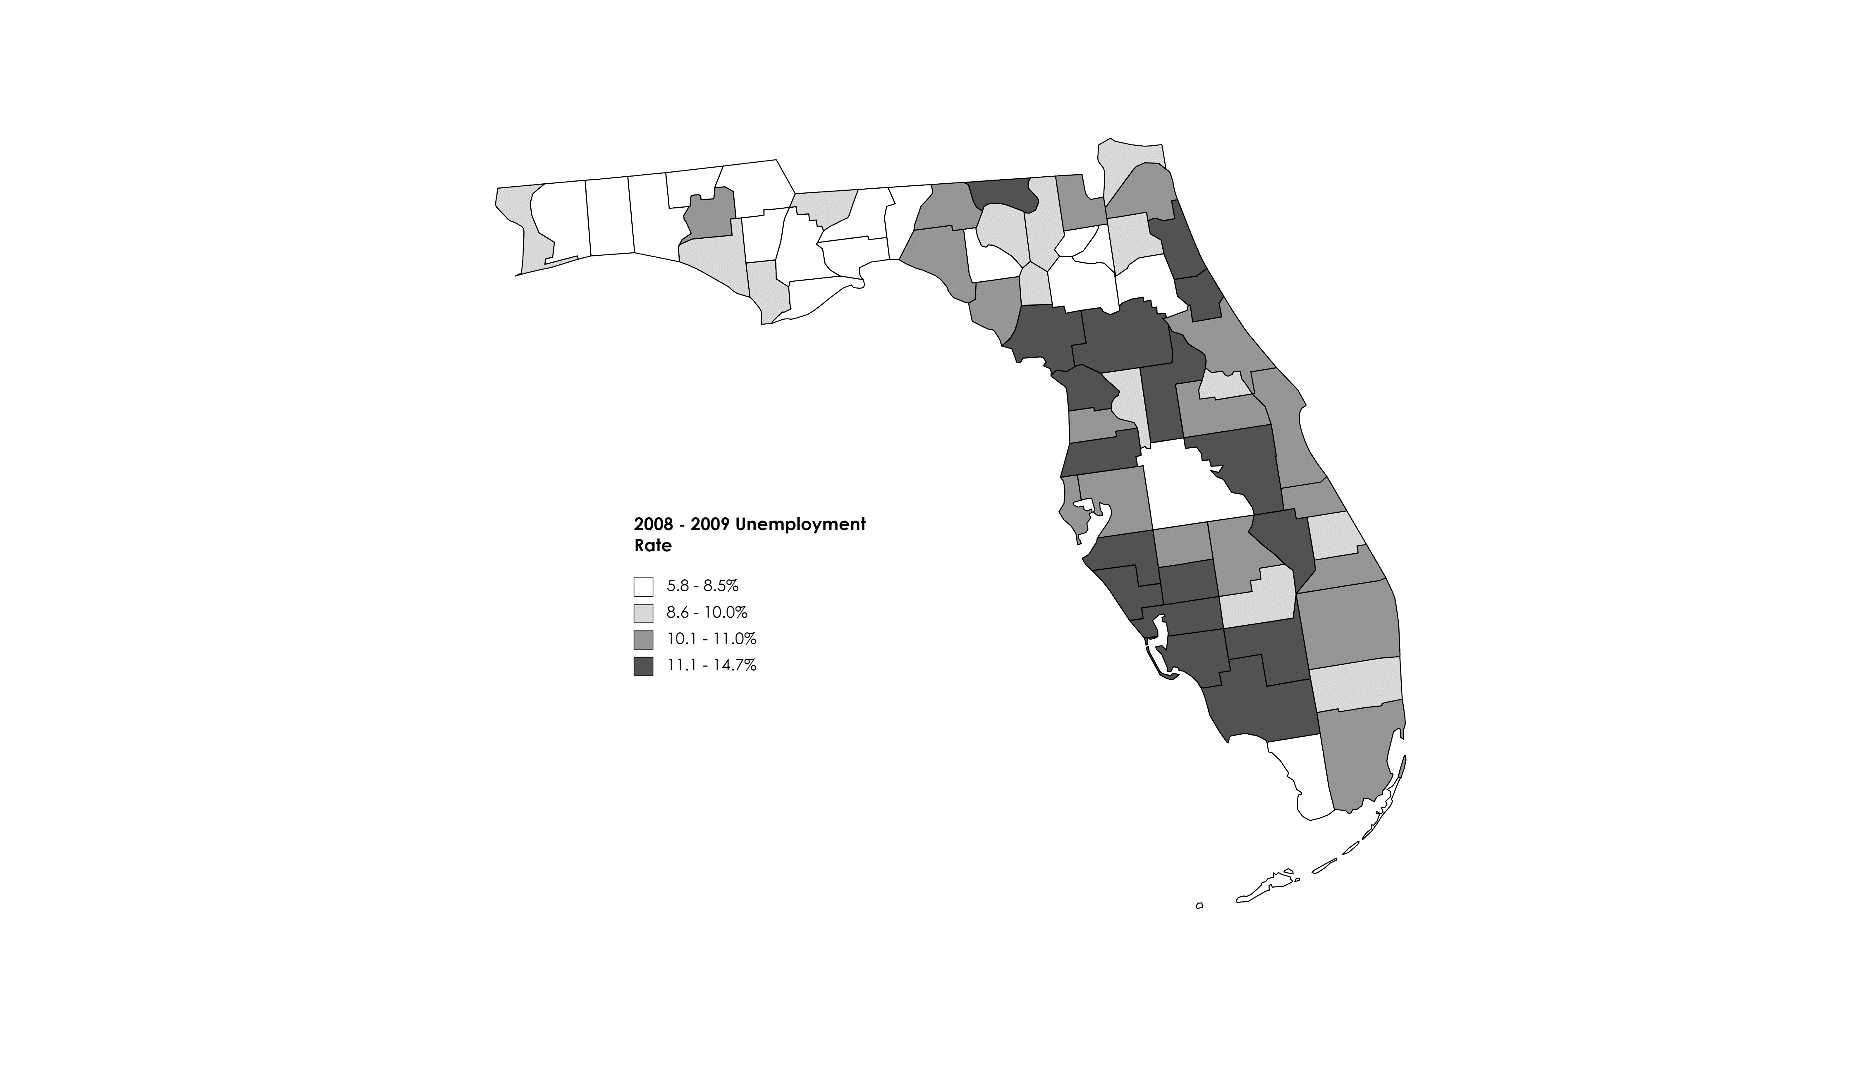 2008 - 2009 Unemployment
Rate
5.8 - 8.5%
8.6 - 10.0%
10.1 - 11.0%
11.1 - 14.7%